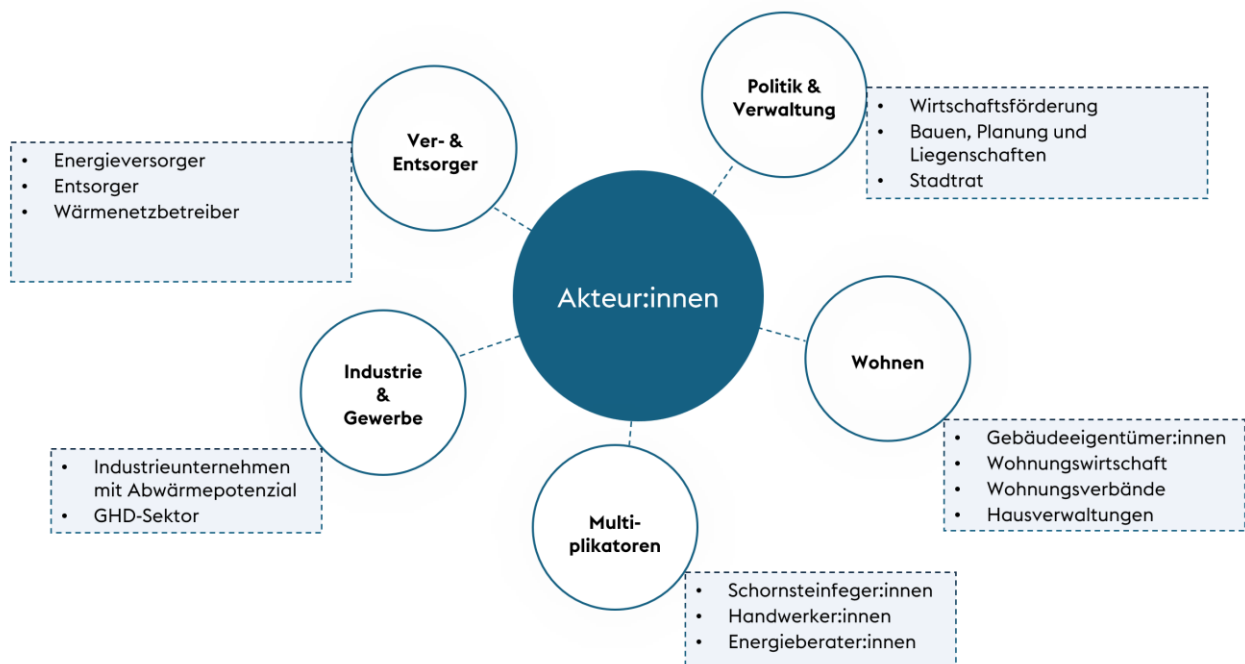 Politik &
Verwaltung
• Wirtschaftsförderung
• Bauen, Planung und
Liegenschaften
• Stadtrat
Ver- &
Entsorger
• Energieversorger
• Entsorger
• Wärmenetzbetreiber
Akteur:innen
Wohnen
• Gebäudeeigentümer:innen
• Wohnungswirtschaft
• Wohnungsverbände
• Hausverwaltungen
Industrie
&
Gewerbe
• Industrieunternehmen
mit Abwärmepotenzial
• GHD-Sektor
Multi-
plikatoren
• Schornsteinfeger:innen
• Handwerker:innen
• Energieberater:innen